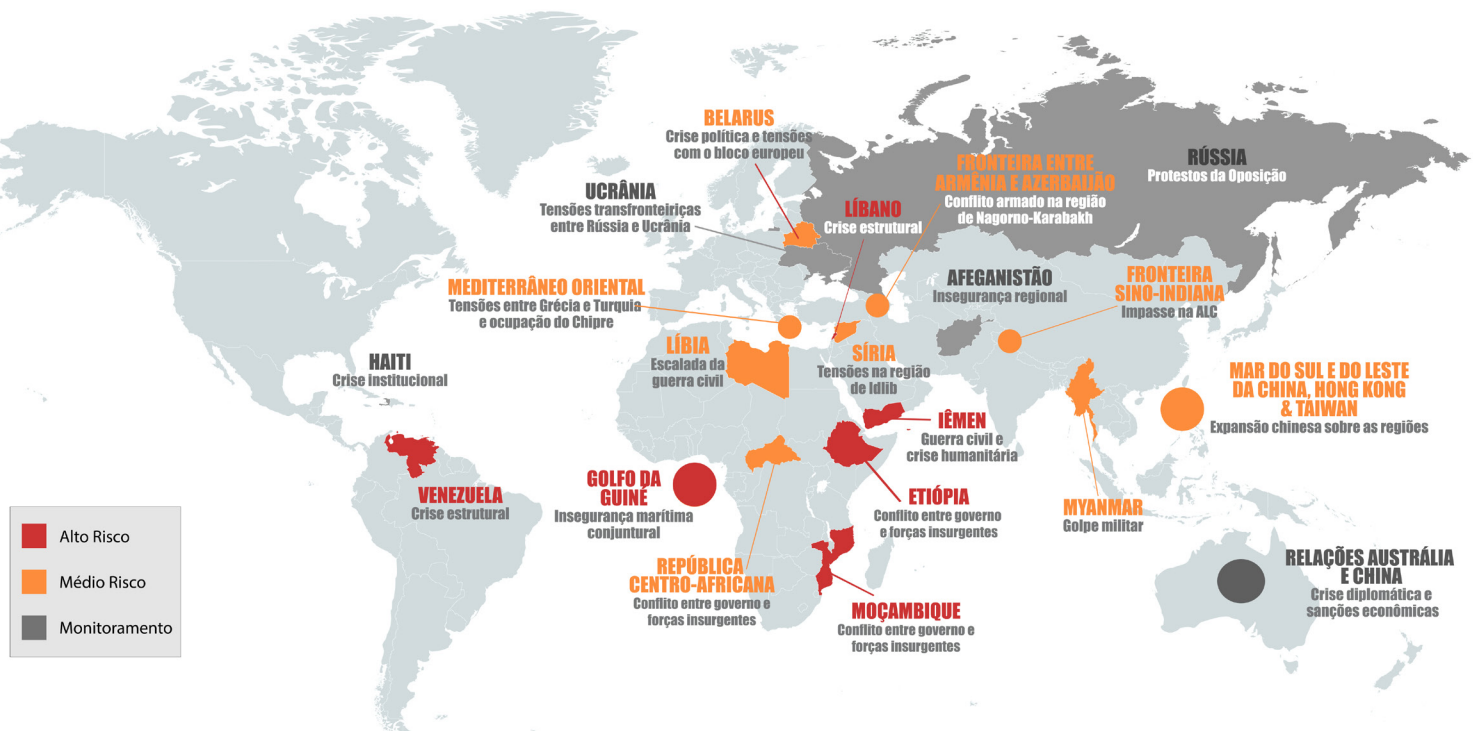 BELARUS
Crise política e tensões
com o bloco europeu
UCRÂNIA
Tensões transfronteiriças
entre Rússia e Ucrânia
LÍBANO
Crise estrutural
FRONTEIRA ENTRE
ARMÊNIA E AZERBAIJÃO
Conflito armado na região
de Nagorno-Karabakh
RÚSSIA
Protestos da Oposição
MEDITERRÂNEO ORIENTAL
Tensões entre Grécia e Turquia
e ocupação do Chipre
AFEGANISTÃO
Insegurança regional
FRONTEIRA
SINO-INDIANA
Impasse na ALC
HAITI
Crise institucional
LÍBIA
Escalada da
guerra civil
SÍRIA
Tensões na região
de Idlib
MAR DO SUL E DO LESTE
DA CHINA, HONG KONG
& TAIWAN
Expansão chinesa sobre as regiões
IÊMEN
Guerra civil e
crise humanitária
VENEZUELA
Crise estrutural
GOLFO DA
GUINÉ
Insegurança marítima
conjuntural
ETIÓPIA
Conflito entre governo
e forças insurgentes
MYANMAR
Golpe militar
REPÚBLICA
CENTRO-AFRICANA
Conflito entre governo e
forças insurgentes
MOÇAMBIQUE
Conflito entre governo e
forças insurgentes
RELAÇÕES AUSTRÁLIA
E CHINA
Crise diplomática e
sanções econômicas
Alto Risco
Médio Risco
Monitoramento